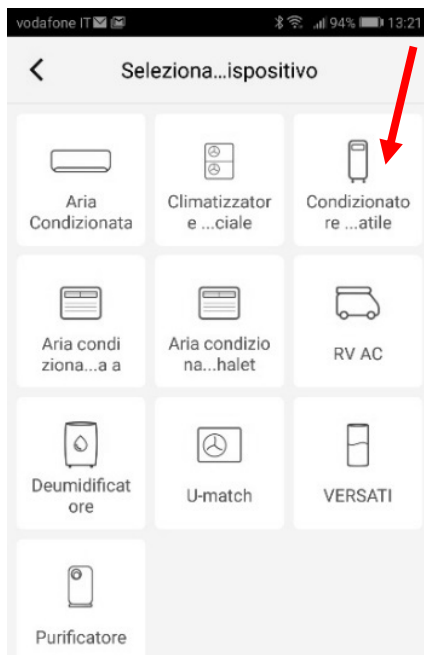 vodafone IT 94% 13:21
Seleziona...ispositivo
Aria
Condizionata
Climatizzator
e ...ciale
Condizionato
re ...atile
Aria condi
ziona...a a
Aria condizio
na...halet
RV AC
Deumidificat
ore
U-match
VERSATI
Purificatore